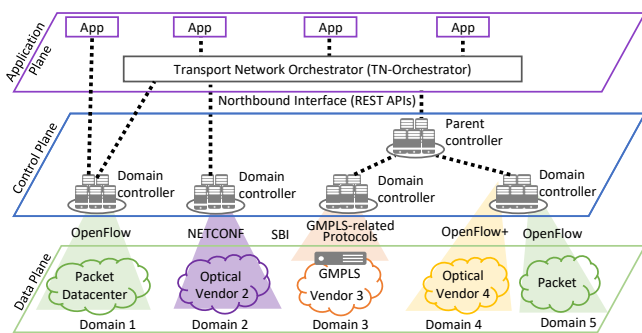 Application
Plane
App
App
App
App
Transport Network Orchestrator (TN-Orchestrator)
Northbound Interface (REST APIs)
Control Plane
Parent
controller
Domain
controller
Domain
controller
Domain
controller
Domain
controller
OpenFlow
NETCONF
SBI
GMPLS-related
Protocols
OpenFlow+
OpenFlow
Data Plane
Packet
Datacenter
Optical
Vendor 2
GMPLS
Vendor 3
Optical
Vendor 4
Packet
Domain 1
Domain 2
Domain 3
Domain 4
Domain 5